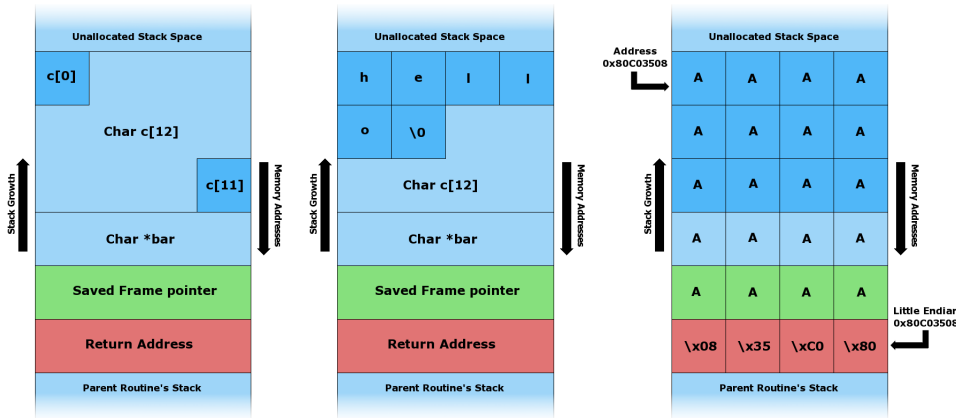 Unallocated Stack Space
c[0]
Char c[12]
c[11]
Char *bar
Saved Frame pointer
Return Address
Parent Routine's Stack
Stack Growth
Memory Addresses
Unallocated Stack Space
h e l l
o \0
Char c[12]
Char *bar
Saved Frame pointer
Return Address
Parent Routine's Stack
Stack Growth
Memory Addresses
Address
0x80C03508
Unallocated Stack Space
A A A A
A A A A
A A A A
A A A A
A A A A
\x08 \x35 \xC0 \x80
Parent Routine's Stack
Stack Growth
Memory Addresses
Little Endian
0x80C03508